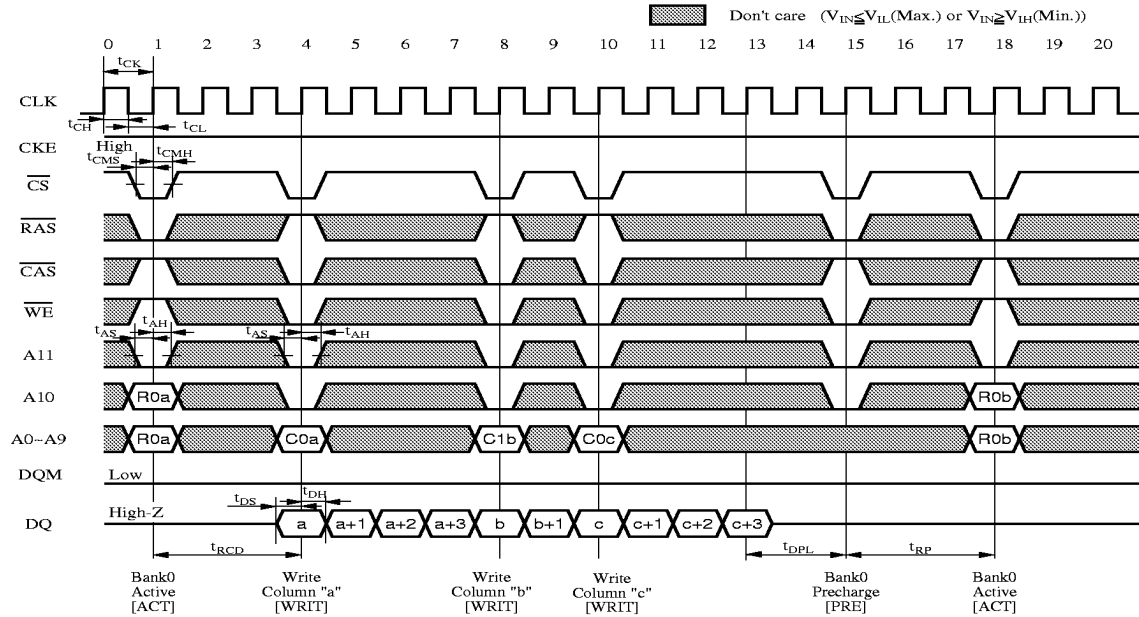 Don't care (VIN≦VIL(Max.) or VIN≧VIH(Min.))
0 1 2 3 4 5 6 7 8 9 10 11 12 13 14 15 16 17 18 19 20
tCK
CLK
tCH tCL
CKE High
tCMS tCMH
CS
RAS
CAS
WE
tAS tAH tAS tAH
A11
A10 R0a R0b
A0~A9 R0a C0a C1b C0c R0b
DQM Low
tDS tDH
DQ High-Z a a+1 a+2 a+3 b b+1 c c+1 c+2 c+3
tRCD tDPL tRP
Bank0 Write Write Write Bank0 Bank0
Active Column "a" Column "b" Column "c" Precharge Active
[ACT] [WRIT] [WRIT] [WRIT] [PRE] [ACT]